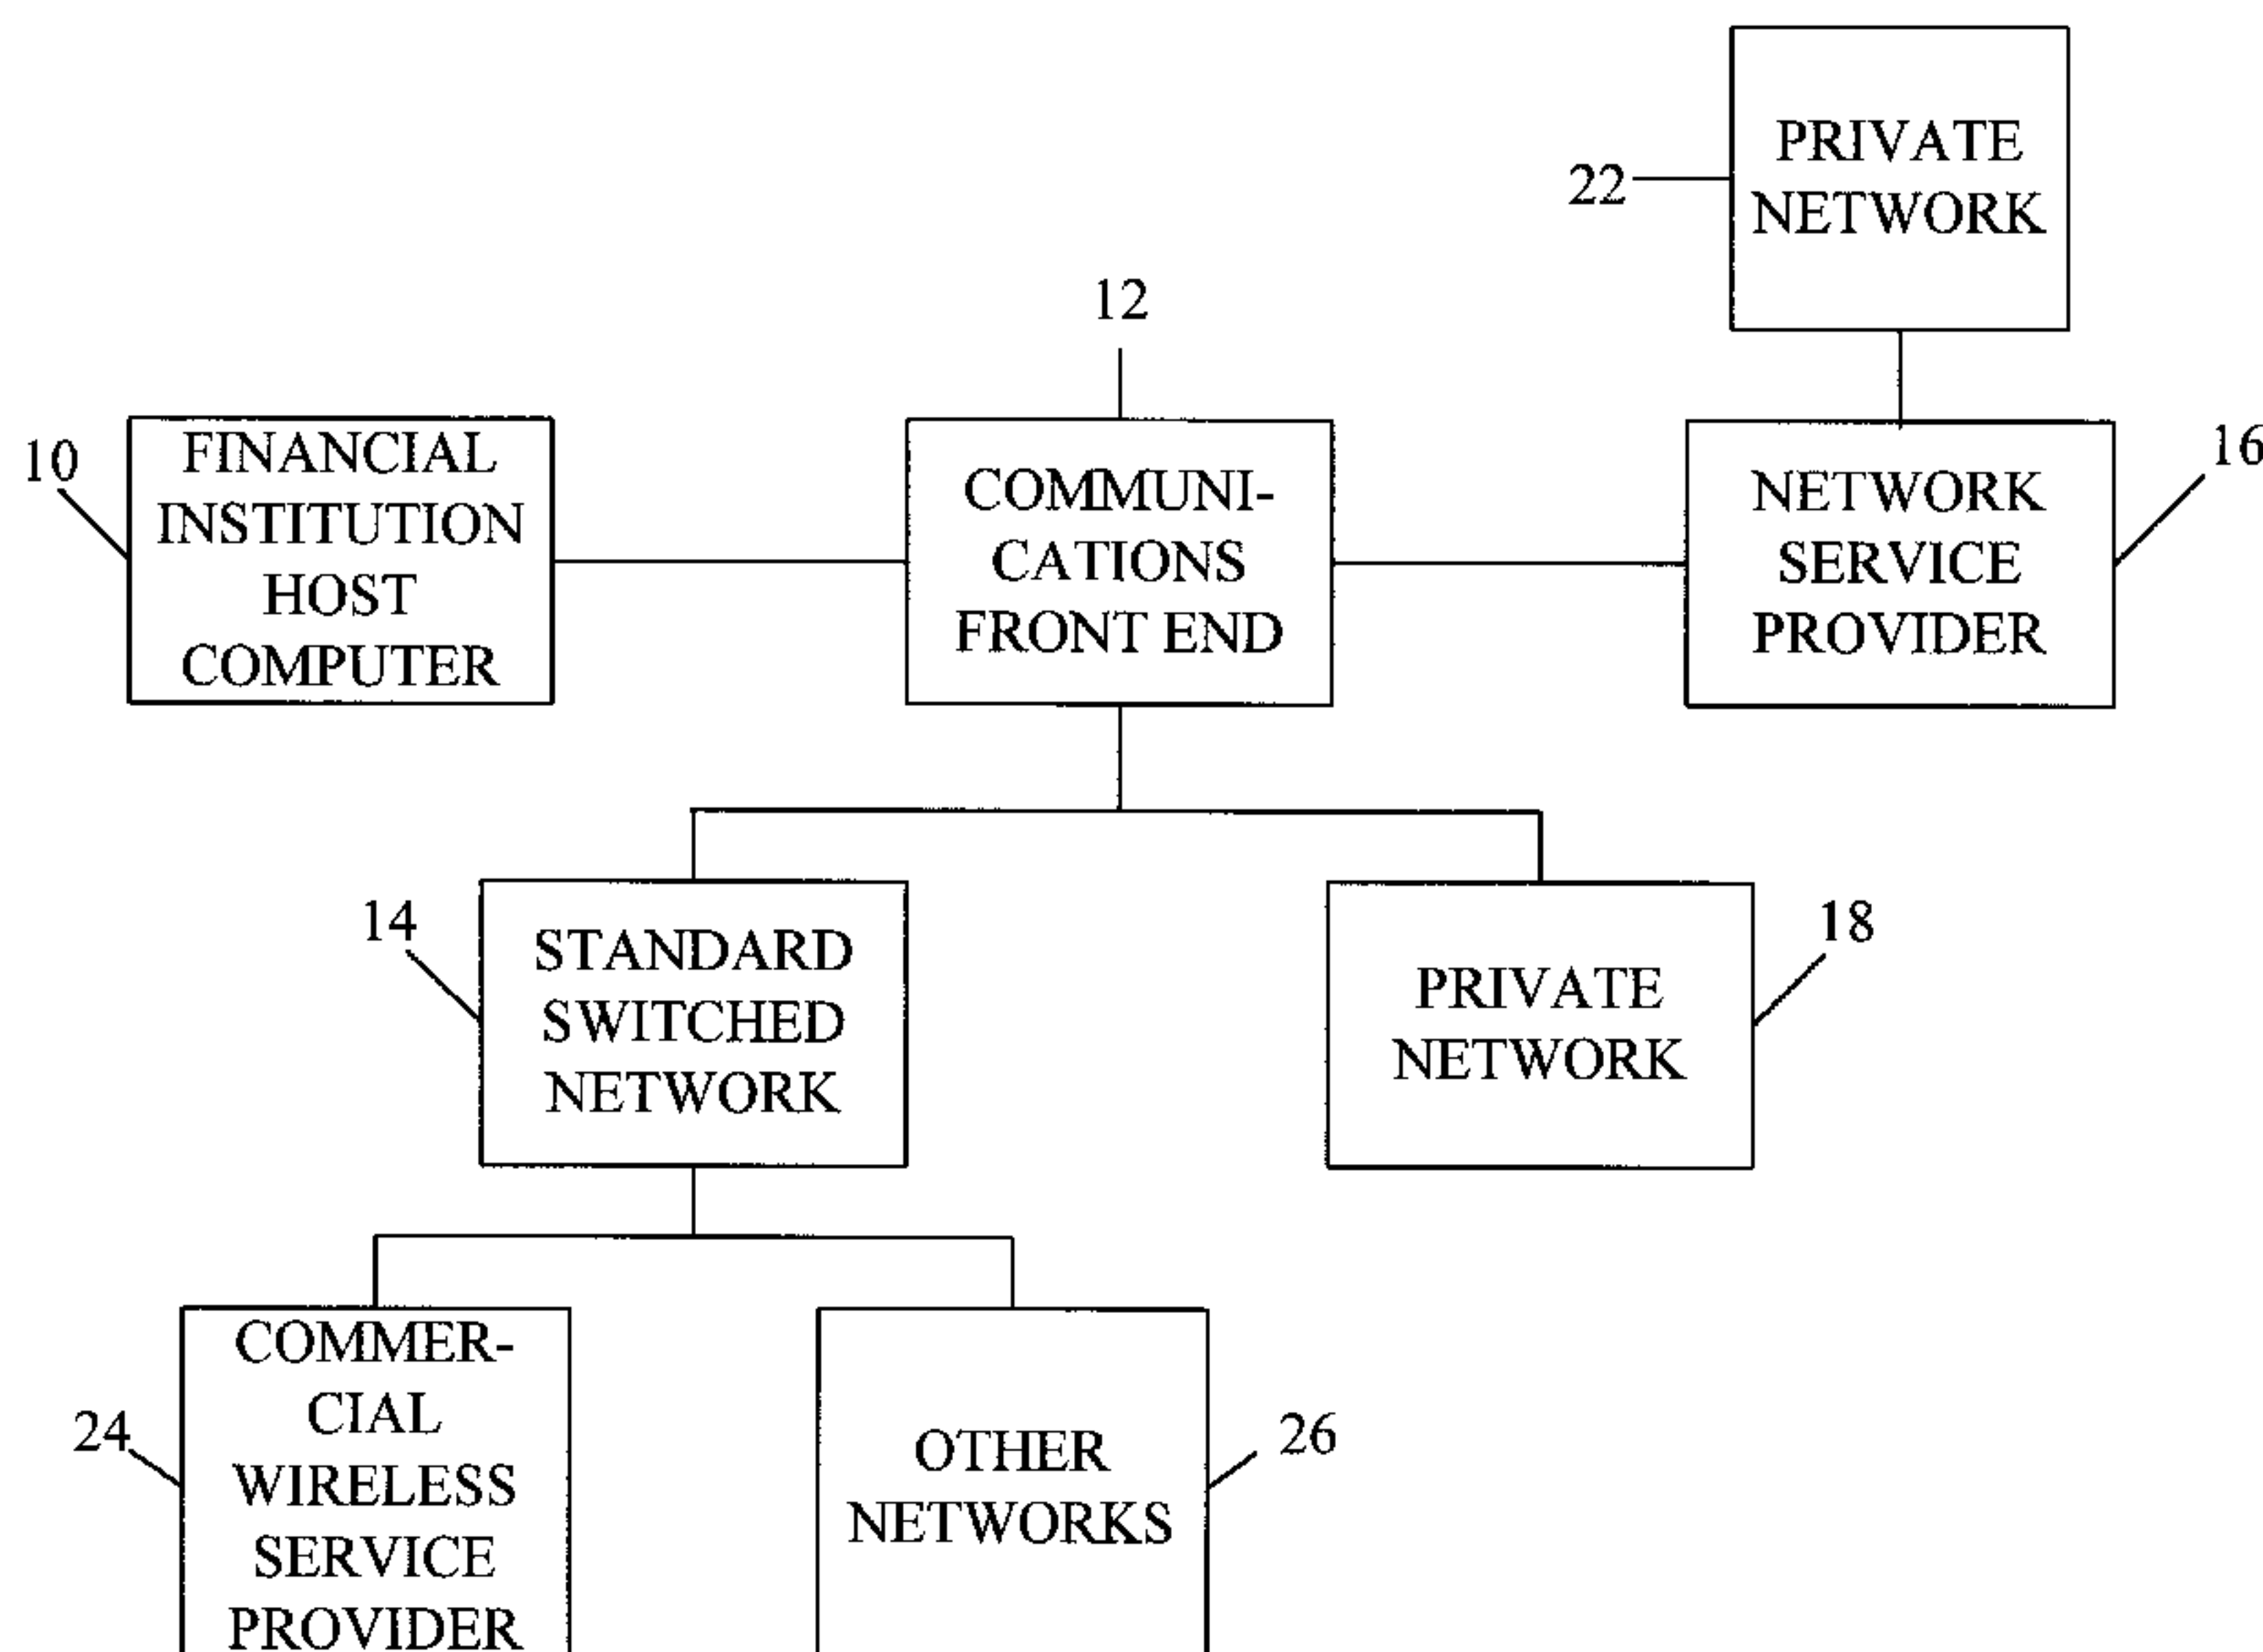 PRIVATE
NETWORK
22
12
10
FINANCIAL
INSTITUTION
HOST
COMPUTER
COMMUNI-
CATIONS
FRONT END
NETWORK
SERVICE
PROVIDER
16
14
STANDARD
SWITCHED
NETWORK
PRIVATE
NETWORK
18
24
COMMER-
CIAL
WIRELESS
SERVICE
PROVIDER
OTHER
NETWORKS
26